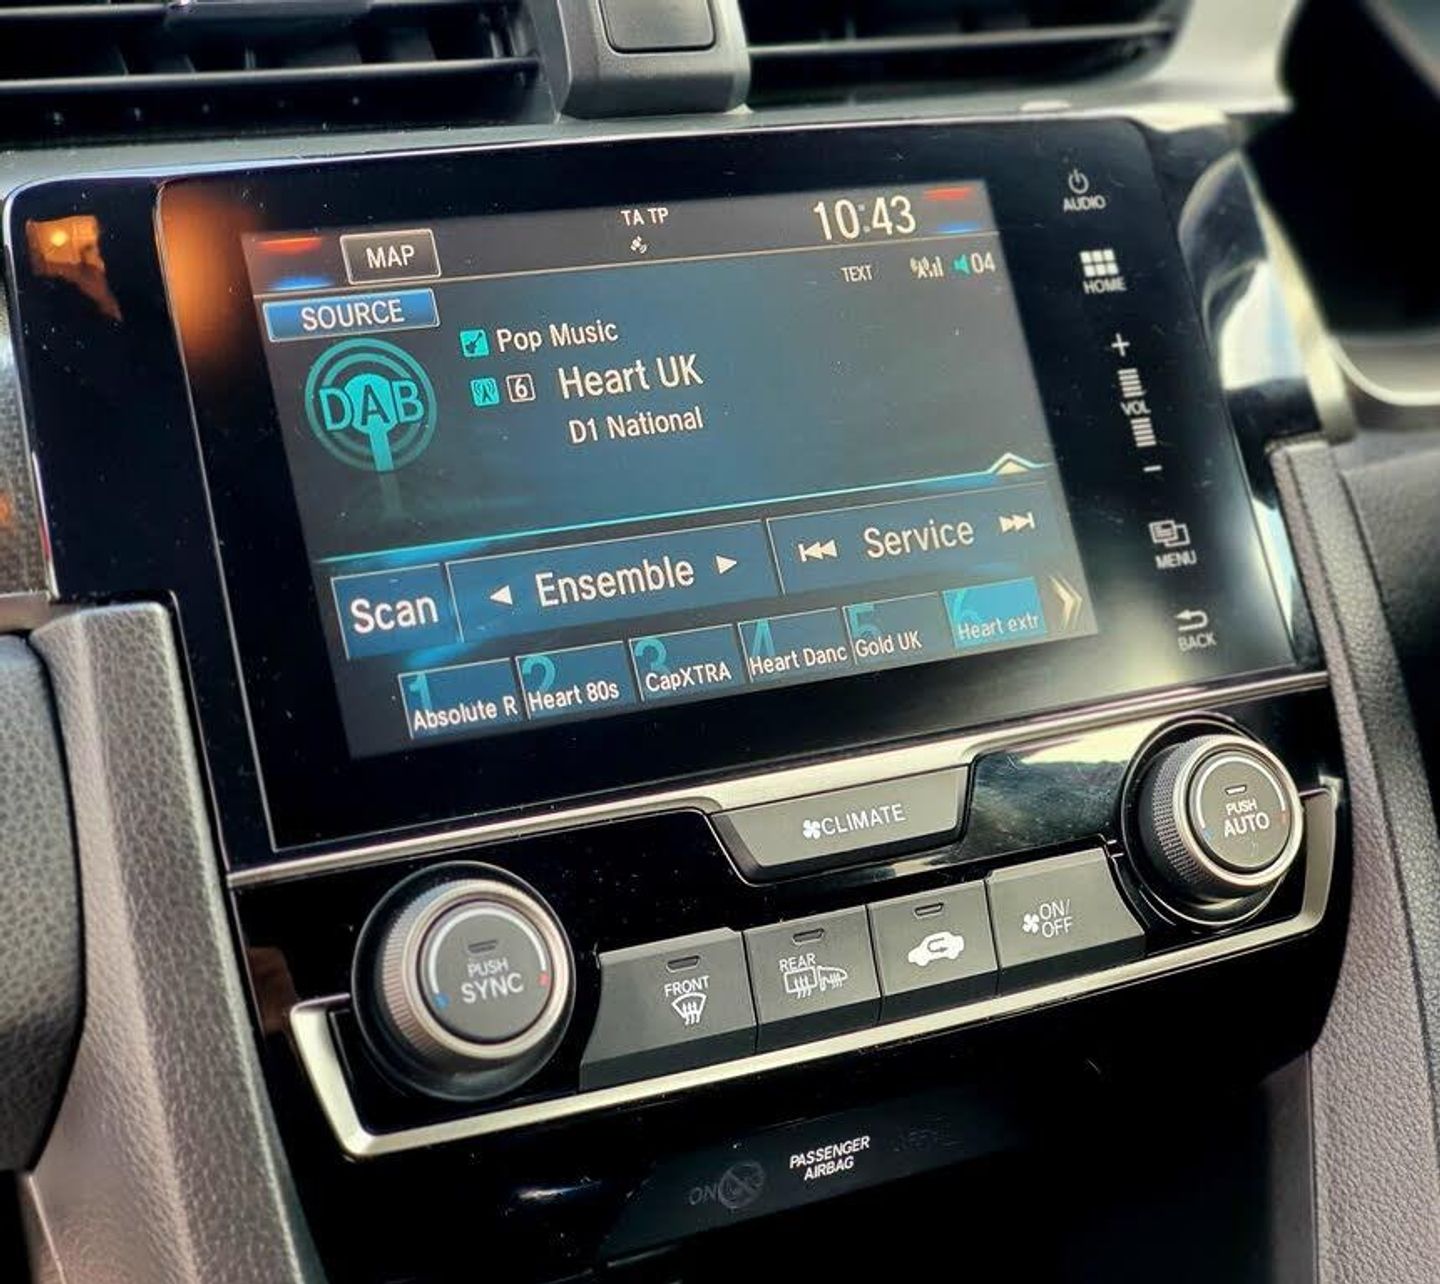 TA TP
10:43
MAP
TEXT
04
SOURCE
DAB
Pop Music
6 Heart UK
D1 National
Scan
Ensemble
Service
1 Absolute R
2 Heart 80s
3 CapXTRA
4 Heart Danc
5 Gold UK
6 Heart extr
AUDIO
HOME
+
VOL
-
MENU
BACK
CLIMATE
PUSH
AUTO
PUSH
SYNC
FRONT
REAR
ON/
OFF
PASSENGER
AIRBAG
ON